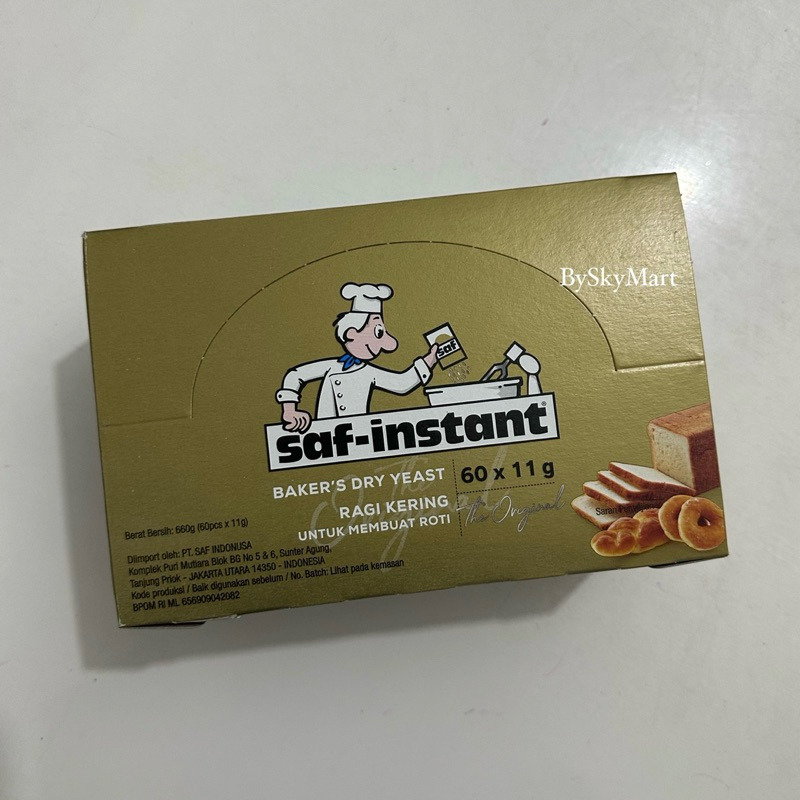 BySkyMart
saf
saf-instant®
BAKER'S DRY YEAST
60 x 11 g
RAGI KERING
UNTUK MEMBUAT ROTI
The Original
Saran Penyajian
Berat Bersih: 660g (60pcs x 11g)
Diimport oleh: PT. SAF INDONUSA
Komplek Puri Mutiara Blok BG No 5 & 6, Sunter Agung,
Tanjung Priok - JAKARTA UTARA 14350 - INDONESIA
Kode produksi / Baik digunakan sebelum / No. Batch: Lihat pada kemasan
BPOM RI ML 656909042082